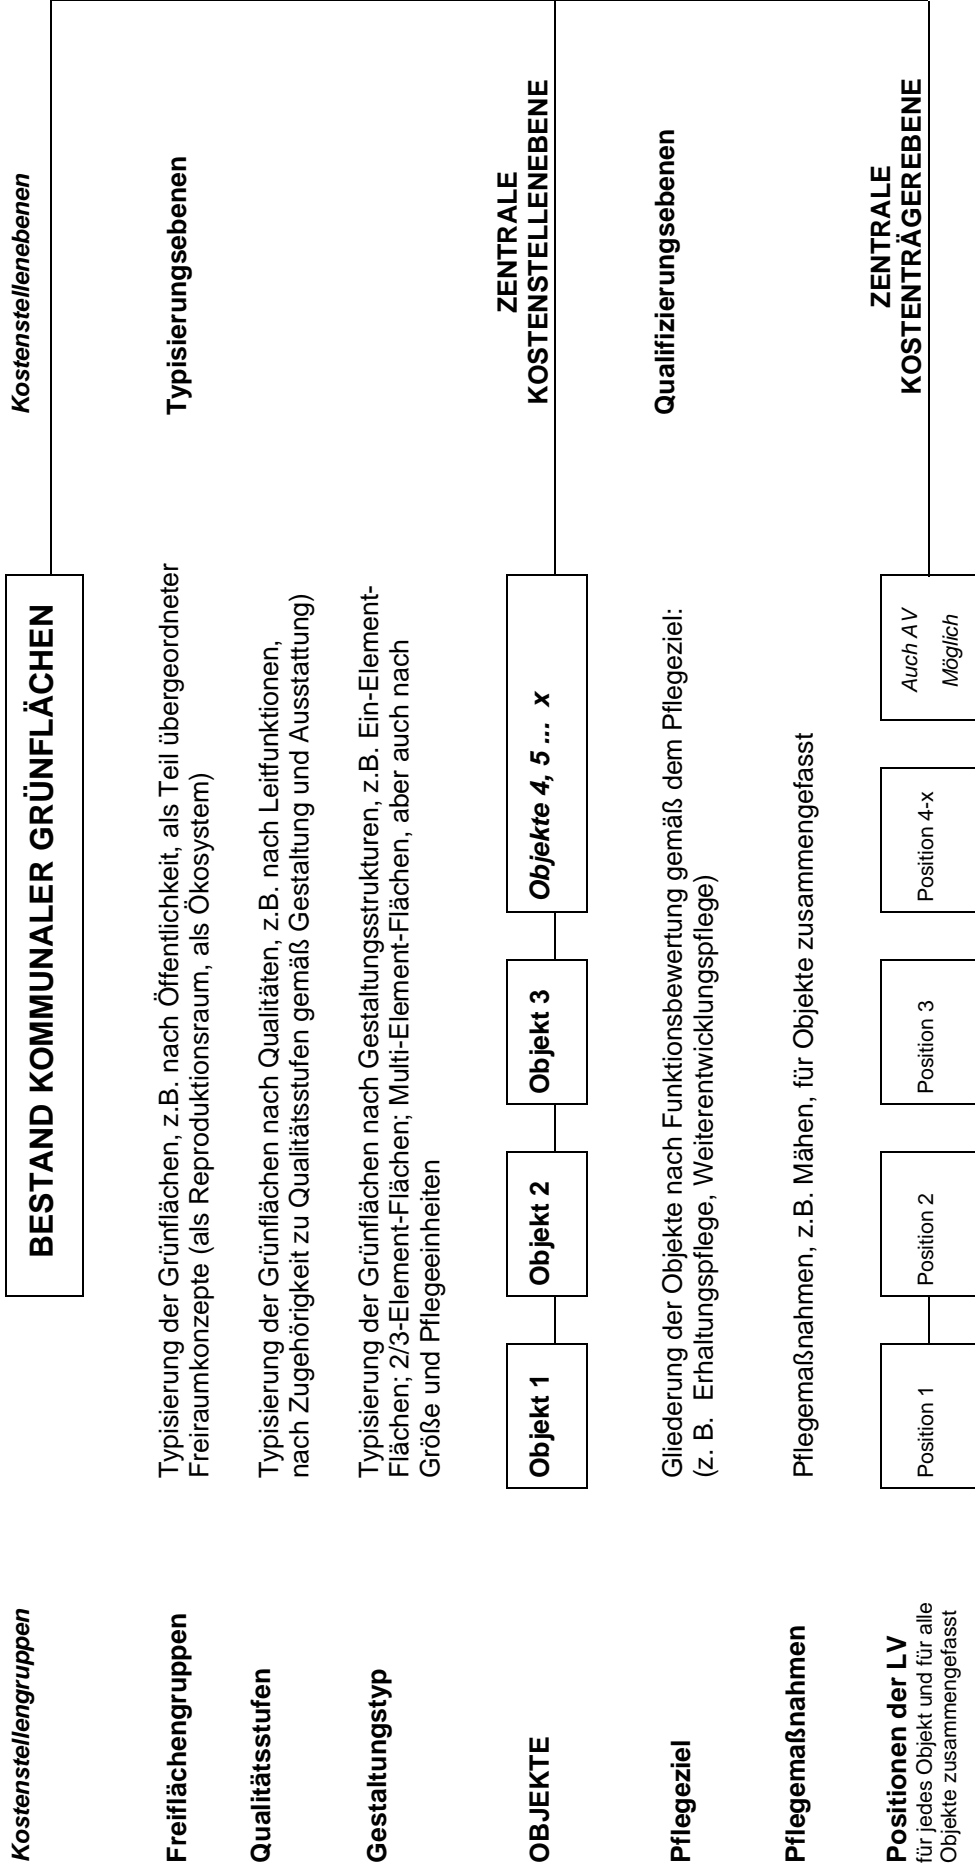 Kostenstellengruppen
BESTAND KOMMUNALER GRÜNFLÄCHEN
Kostenstellenebenen
Freiflächengruppen
Typisierung der Grünflächen, z.B. nach Öffentlichkeit, als Teil übergeordneter
Freiraumkonzepte (als Reproduktionsraum, als Ökosystem)
Typisierungsebenen
Qualitätsstufen
Typisierung der Grünflächen nach Qualitäten, z.B. nach Leitfunktionen,
nach Zugehörigkeit zu Qualitätsstufen gemäß Gestaltung und Ausstattung)
Gestaltungstyp
Typisierung der Grünflächen nach Gestaltungsstrukturen, z.B. Ein-Element-
Flächen; 2/3-Element-Flächen; Multi-Element-Flächen, aber auch nach
Größe und Pflegeeinheiten
OBJEKTE
Objekt 1
Objekt 2
Objekt 3
Objekte 4, 5 ... x
ZENTRALE
KOSTENSTELLENEBENE
Pflegeziel
Gliederung der Objekte nach Funktionsbewertung gemäß dem Pflegeziel:
(z. B. Erhaltungspflege, Weiterentwicklungspflege)
Qualifizierungsebenen
Pflegemaßnahmen
Pflegemaßnahmen, z.B. Mähen, für Objekte zusammengefasst
Positionen der LV
für jedes Objekt und für alle
Objekte zusammengefasst
Position 1
Position 2
Position 3
Position 4-x
Auch AV
Möglich
ZENTRALE
KOSTENTRÄGEREBENE